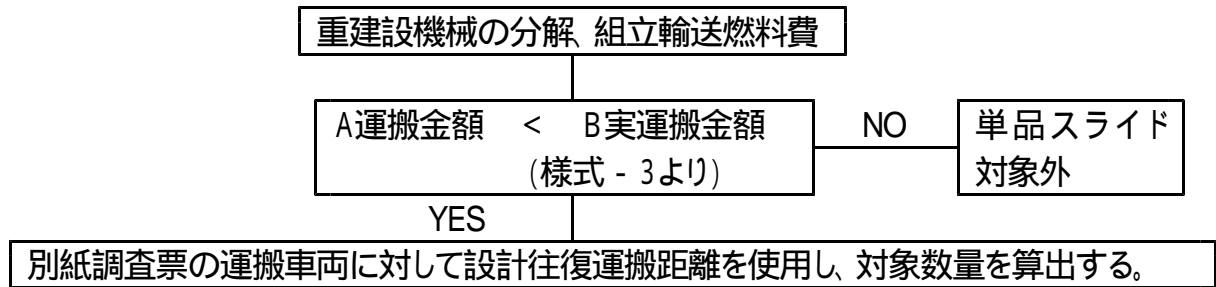 重建設機械の分解、組立輸送燃料費
A運搬金額 < B実運搬金額
(様式 - 3より)
NO
単品スライド
対象外
YES
別紙調査票の運搬車両に対して設計往復運搬距離を使用し、対象数量を算出する。